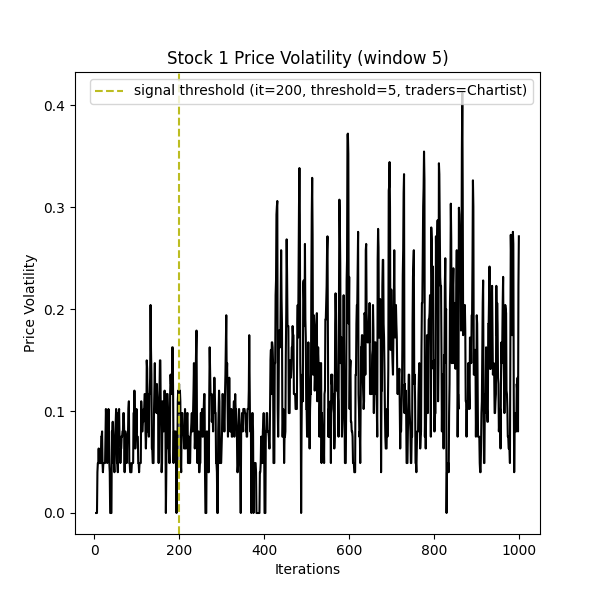 Stock 1 Price Volatility (window 5)
signal threshold (it=200, threshold=5, traders=Chartist)
Price Volatility
0.4
0.3
0.2
0.1
0.0
0 200 400 600 800 1000
Iterations